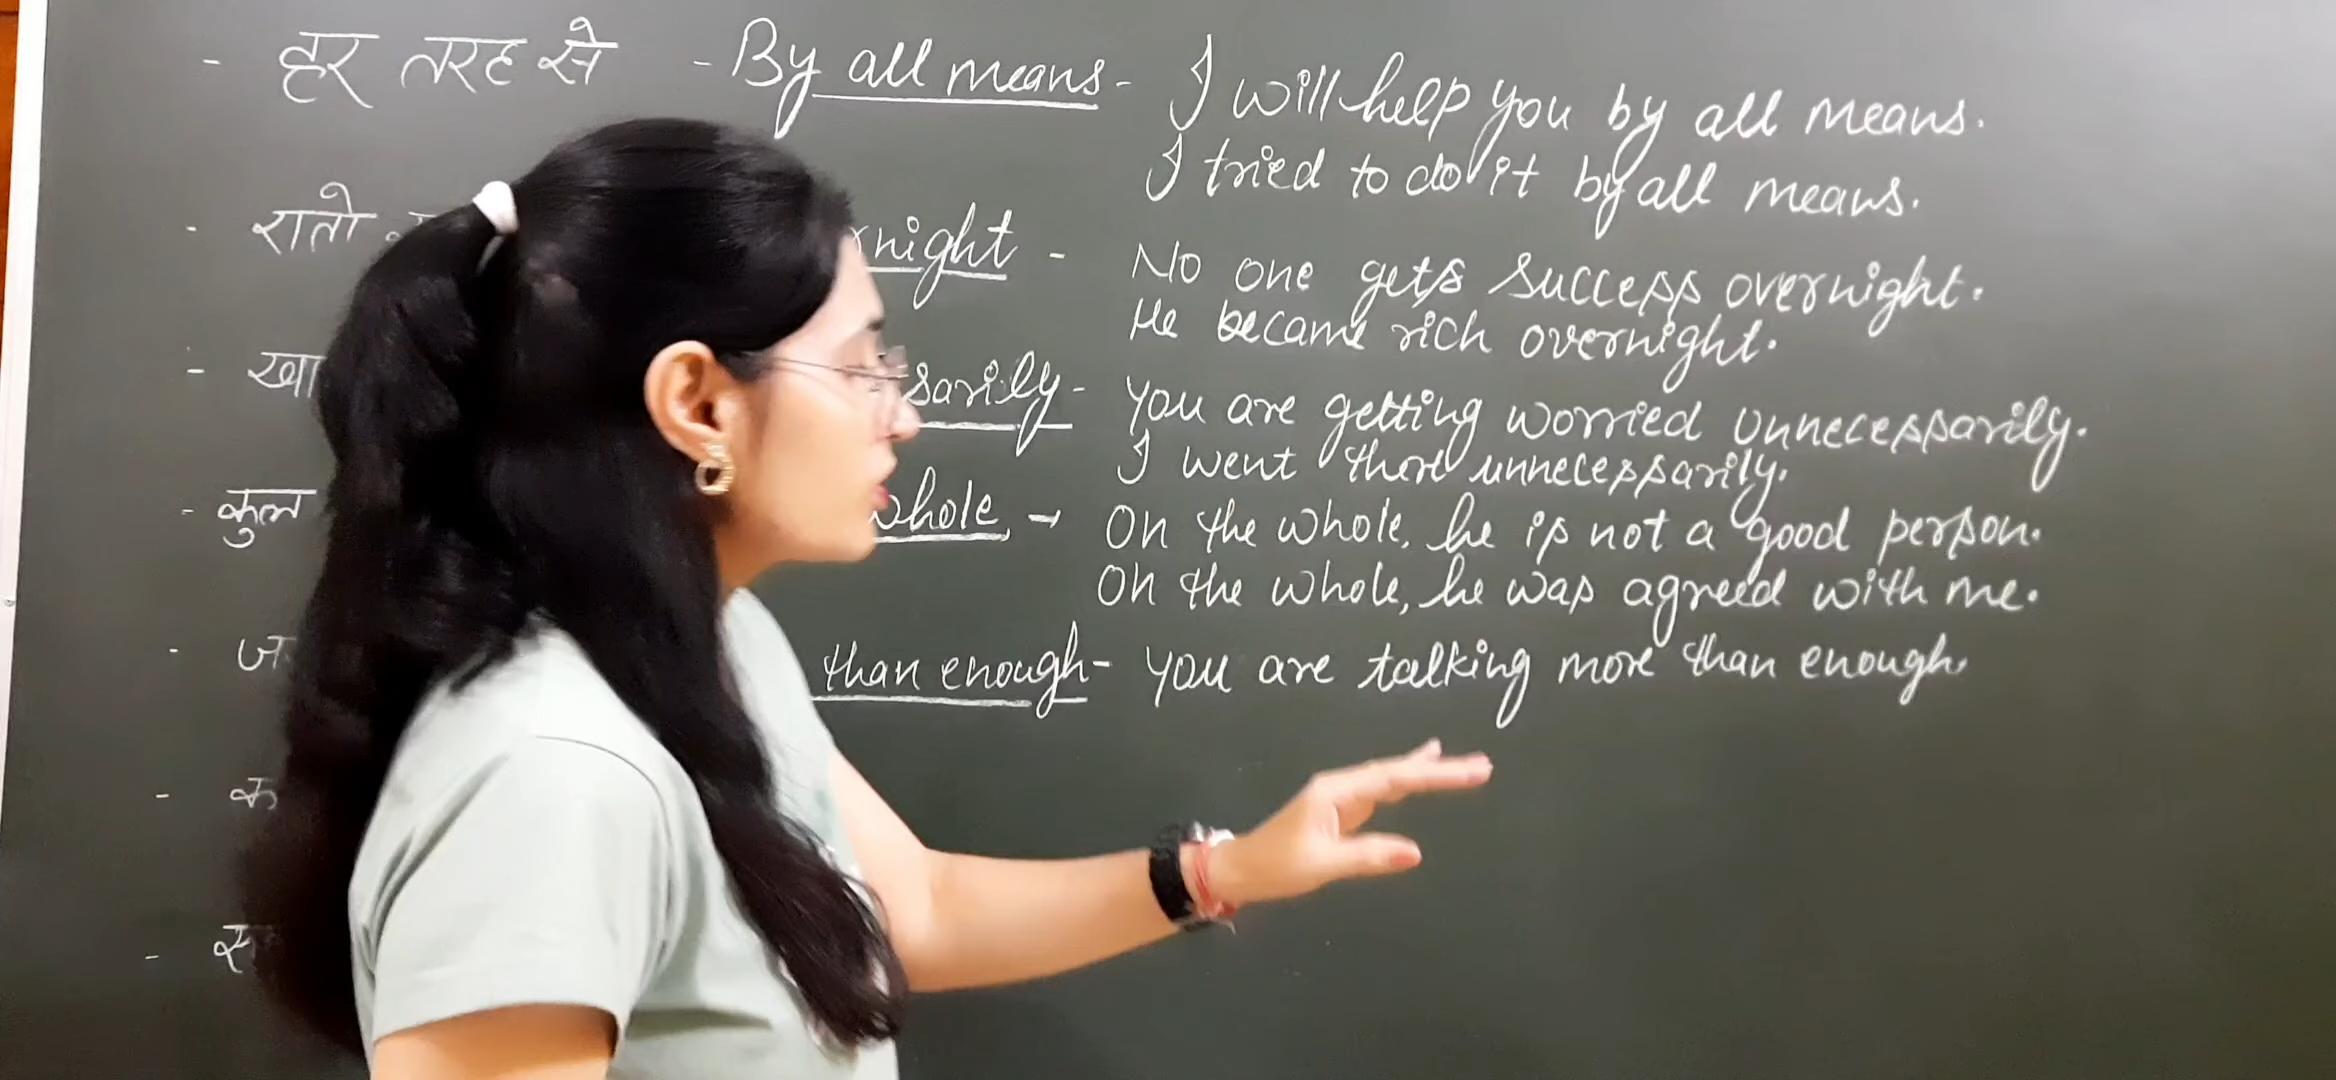 - हर तरह से - By all means - I will help you by all means.
I tried to do it by all means.
- रातो night - No one gets success overnight.
He became rich overnight.
- sarily - You are getting worried unnecessarily.
I went there unnecessarily.
- कुल whole, → On the whole, he is not a good person.
On the whole, he was agreed with me.
- than enough - You are talking more than enough.
-
-